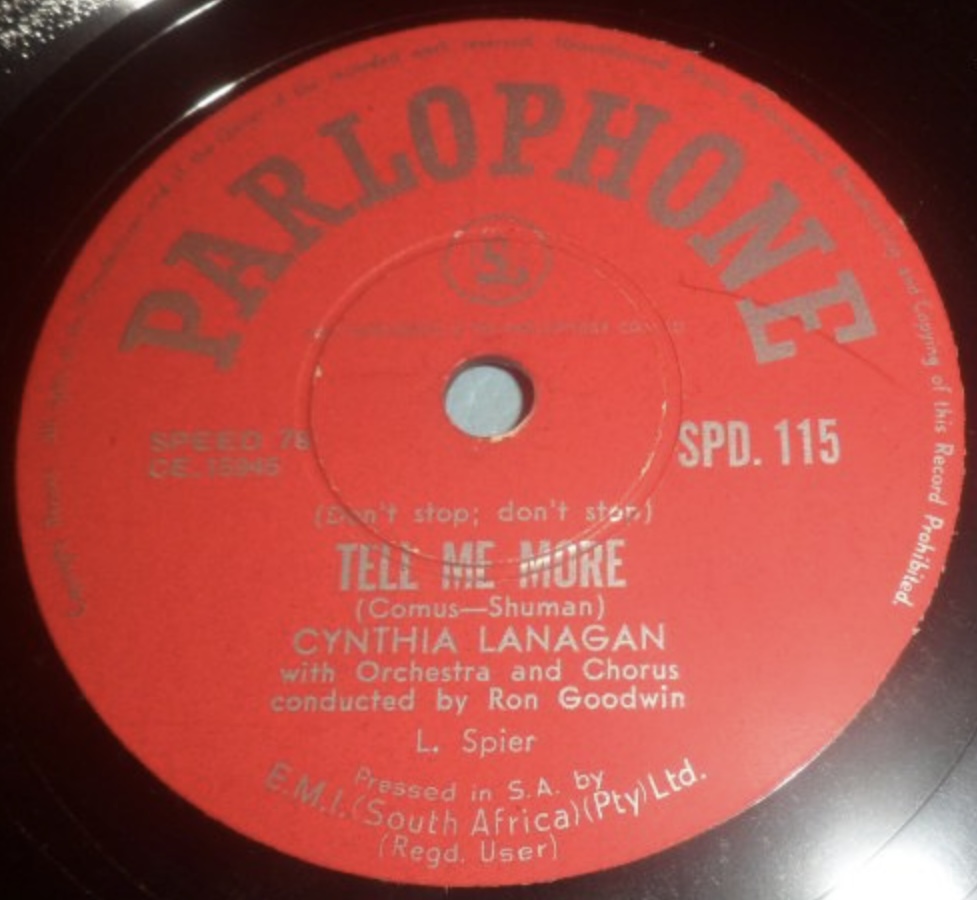 PARLOPHONE
SPEED 78
CE.15945
SPD. 115
(Don't stop; don't stop)
TELL ME MORE
(Comus—Shuman)
CYNTHIA LANAGAN
with Orchestra and Chorus
conducted by Ron Goodwin
L. Spier
Pressed in S.A. by
E.M.I.(South Africa)(Pty)Ltd.
(Regd. User)
and Copying of this Record Prohibited.